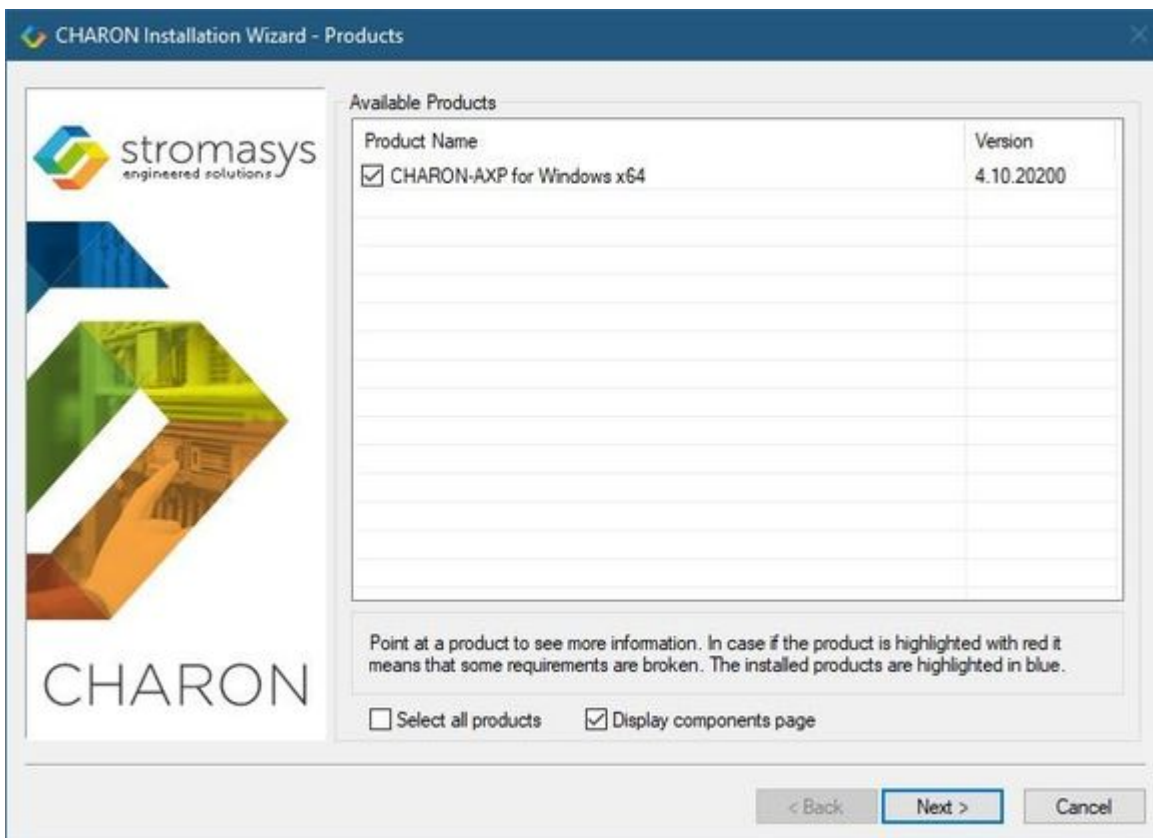 CHARON Installation Wizard - Products
stromasys
engineered solutions
CHARON
Available Products
Product Name Version
CHARON-AXP for Windows x64 4.10.20200
Point at a product to see more information. In case if the product is highlighted with red it
means that some requirements are broken. The installed products are highlighted in blue.
Select all products Display components page
< Back Next > Cancel